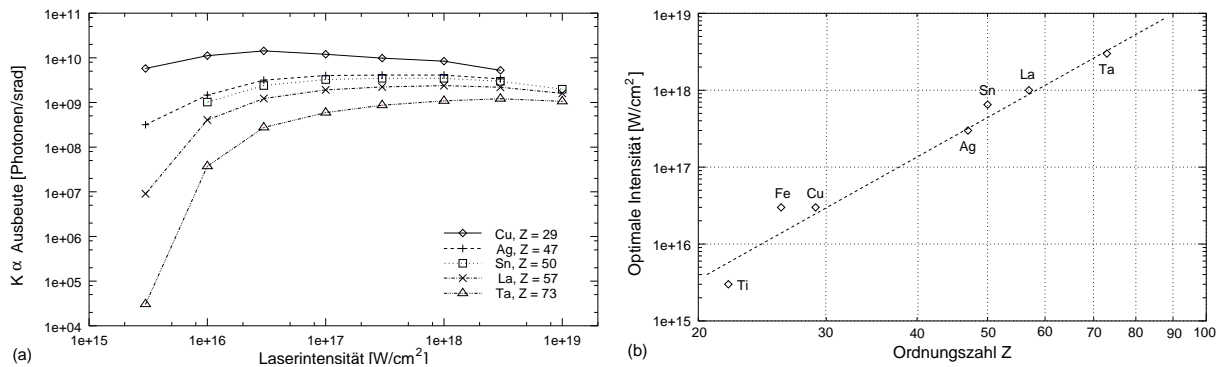 1e+11
1e+10
1e+09
1e+08
1e+07
1e+06
1e+05
1e+04
K α Ausbeute [Photonen/srad]
Cu, Z = 29
Ag, Z = 47
Sn, Z = 50
La, Z = 57
Ta, Z = 73
1e+15 1e+16 1e+17 1e+18 1e+19
Laserintensität [W/cm²]
(a)
1e+19
1e+18
1e+17
1e+16
1e+15
Optimale Intensität [W/cm²]
Ti
Fe
Cu
Ag
Sn
La
Ta
20 30 40 50 60 70 80 90 100
Ordnungszahl Z
(b)